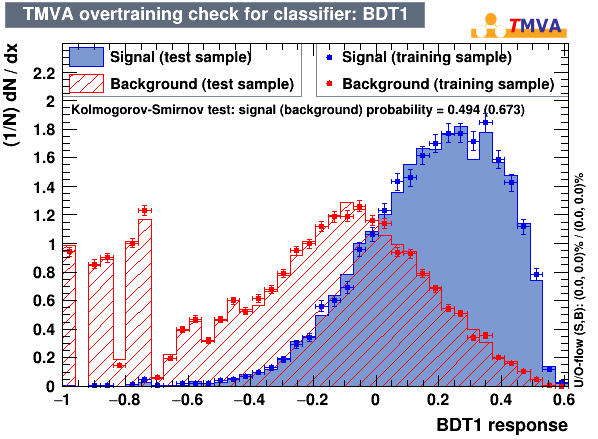 TMVA overtraining check for classifier: BDT1
TMVA
(1/N) dN / dx
Signal (test sample)
Background (test sample)
Signal (training sample)
Background (training sample)
Kolmogorov-Smirnov test: signal (background) probability = 0.494 (0.673)
2.2
2
1.8
1.6
1.4
1.2
1
0.8
0.6
0.4
0.2
0
−1 −0.8 −0.6 −0.4 −0.2 0 0.2 0.4 0.6
BDT1 response
U/O-flow (S,B): (0.0, 0.0)% / (0.0, 0.0)%